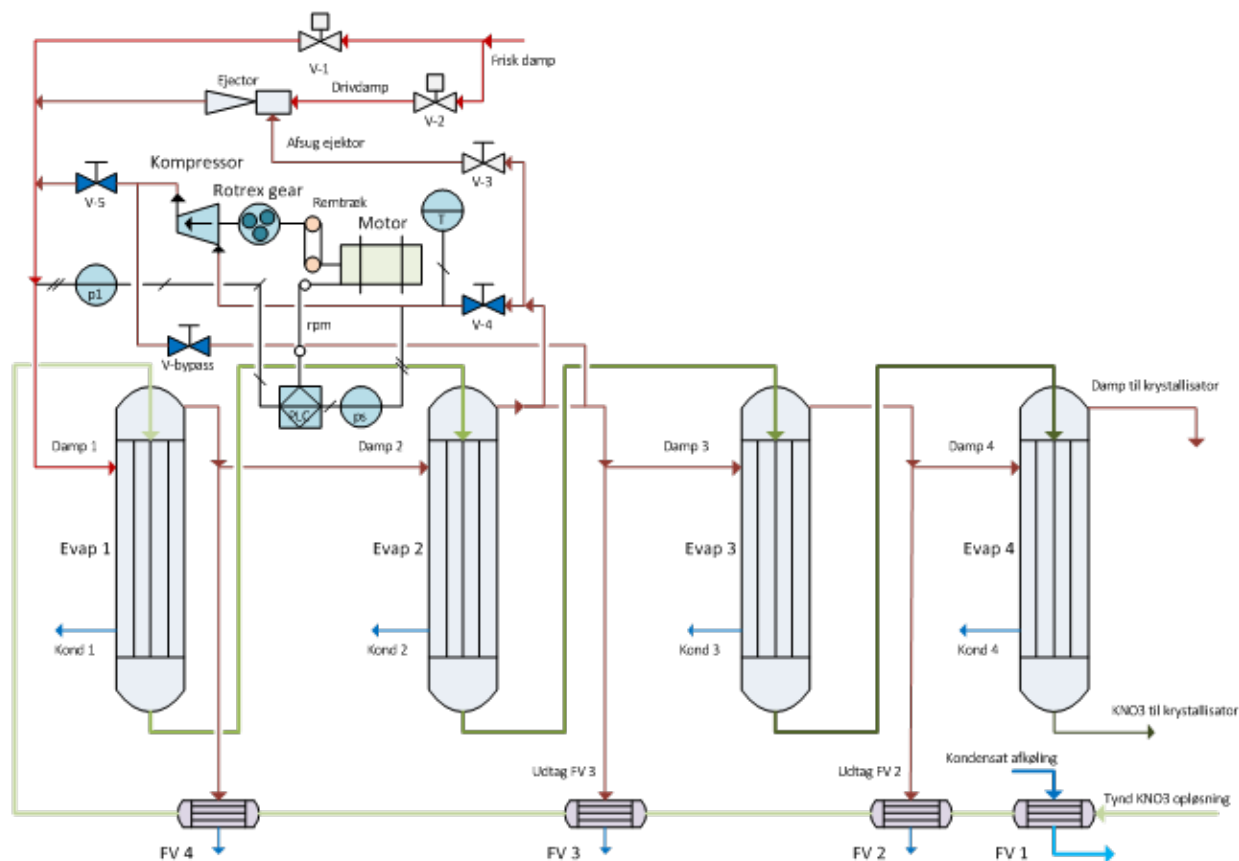 V-1
Frisk damp
Ejector
Drivdamp
V-2
Afsug ejektor
Kompressor
V-3
V-5
Rotrex gear
Remtræk
Motor
T
p1
V-4
rpm
V-bypass
PLC
ps
Damp til krystallisator
Damp 1
Damp 2
Damp 3
Damp 4
Evap 1
Evap 2
Evap 3
Evap 4
Kond 1
Kond 2
Kond 3
Kond 4
KNO3 til krystallisator
Udtag FV 3
Udtag FV 2
Kondensat afkøling
Tynd KNO3 opløsning
FV 4
FV 3
FV 2
FV 1